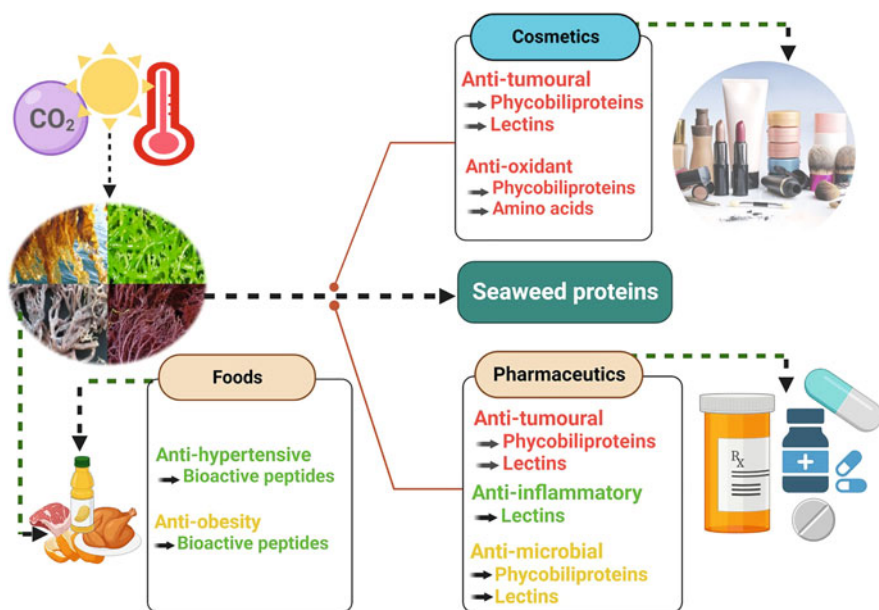 CO2
Cosmetics
Anti-tumoural
Phycobiliproteins
Lectins
Anti-oxidant
Phycobiliproteins
Amino acids
Seaweed proteins
Foods
Anti-hypertensive
Bioactive peptides
Anti-obesity
Bioactive peptides
Pharmaceutics
Anti-tumoural
Phycobiliproteins
Lectins
Anti-inflammatory
Lectins
Anti-microbial
Phycobiliproteins
Lectins
Rx